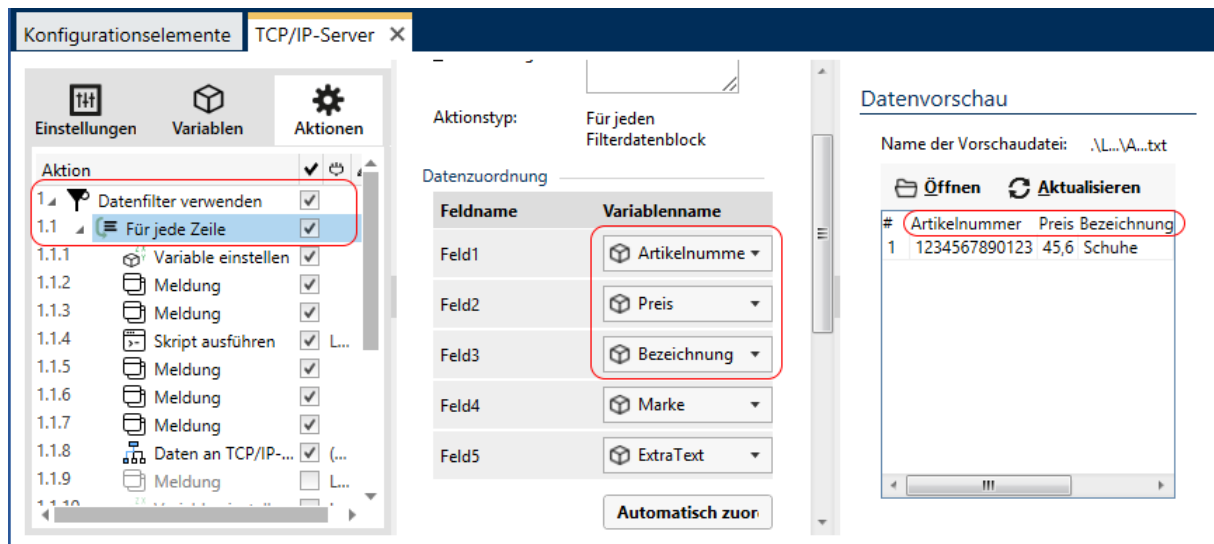 Konfigurationselemente TCP/IP-Server
Einstellungen Variablen Aktionen
Aktion
1 Datenfilter verwenden
1.1 Für jede Zeile
1.1.1 Variable einstellen
1.1.2 Meldung
1.1.3 Meldung
1.1.4 Skript ausführen L...
1.1.5 Meldung
1.1.6 Meldung
1.1.7 Meldung
1.1.8 Daten an TCP/IP-... (...
1.1.9 Meldung L...
Aktionstyp: Für jeden
Filterdatenblock
Datenzuordnung
Feldname Variablenname
Feld1 Artikelnumme
Feld2 Preis
Feld3 Bezeichnung
Feld4 Marke
Feld5 ExtraText
Automatisch zuor
Datenvorschau
Name der Vorschaudatei: .\L...\A...txt
Öffnen Aktualisieren
# Artikelnummer Preis Bezeichnung
1 1234567890123 45,6 Schuhe